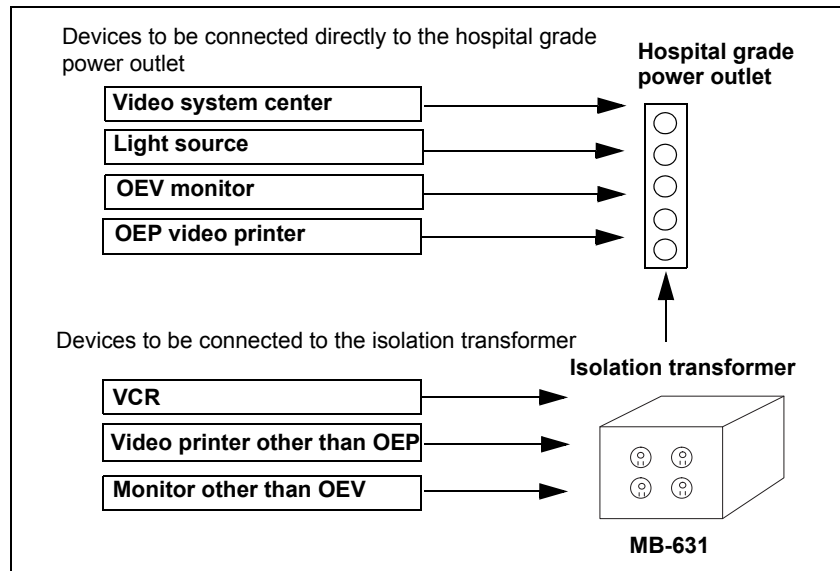 Devices to be connected directly to the hospital grade
power outlet
Hospital grade
power outlet
Video system center
Light source
OEV monitor
OEP video printer
Devices to be connected to the isolation transformer
Isolation transformer
VCR
Video printer other than OEP
Monitor other than OEV
MB-631